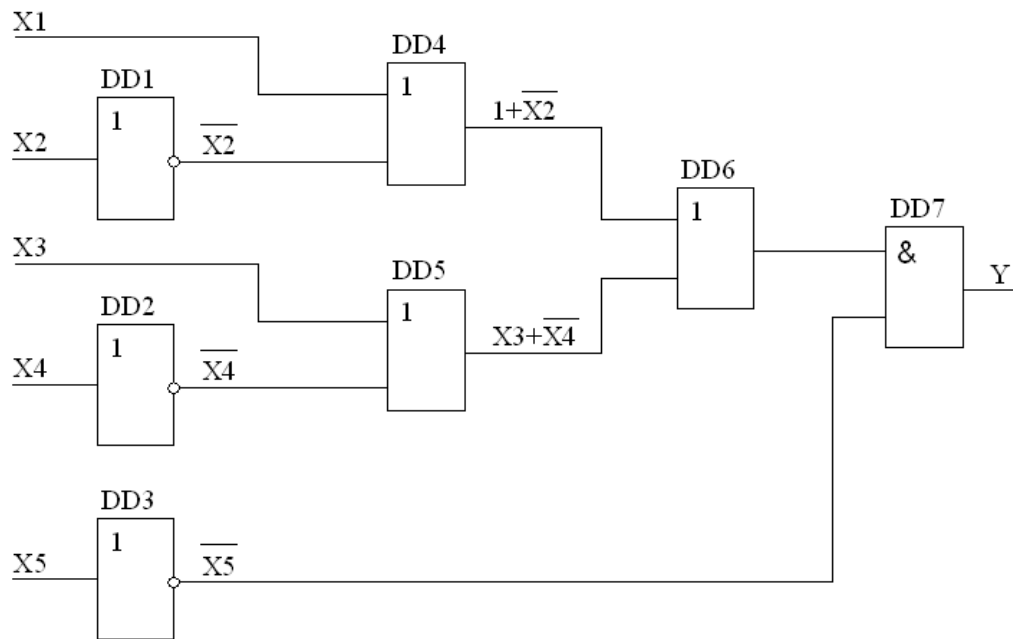 X1
DD4
1
DD1
1
X2
X̅2̅
1+X̅2̅
DD6
1
DD7
&
Y
X3
DD5
1
DD2
1
X4
X̅4̅
X3+X̅4̅
DD3
1
X5
X̅5̅